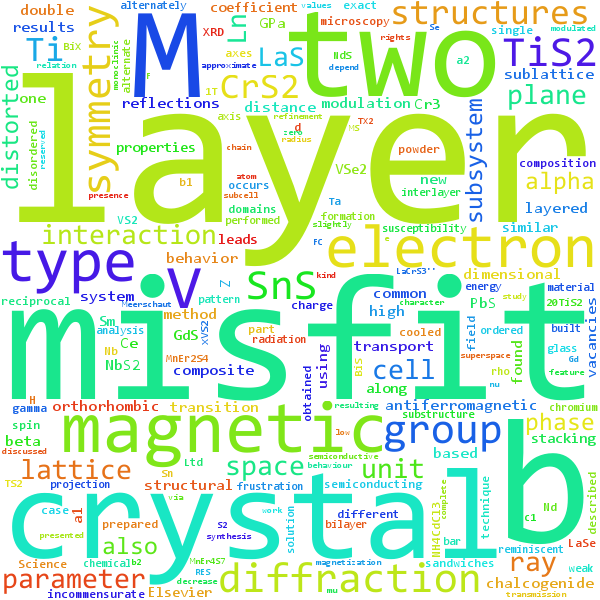 double
alternately
coefficient
Ln
GPa
microscopy
exact
structures
results
Ti
BiX
monoclinic
alternate
M
XRD
axes
NdS
values
rights
Se
modulated
relation
LaS
two
approximate
F
depend
a2
single
TiS2
reflections
1T
CrS2
axis
refinement
zero
radius
MS
TX2
Cr3
sublattice
distorted
one
disordered
reserved
symmetry
layer
distance
modulation
plane
properties
d
chain
atom
subcell
VSe2
powder
new
interlayer
subsystem
composition
presence
b1
occurs
Ta
formation
slightly
susceptibility
alpha
VS2
domains
performed
similar
layered
interaction
leads
FC
electron
type
behavior
Z
kind
LaCrS3''
dimensional
energy
study
material
20TiS2
reciprocal
system
V
SnS
charge
common
character
PbS
built
vacancies
Meerschaut
pattern
method
high
field
ordered
glass
Gd
feature
Sm
analysis
xVS2
part
radiation
cooled
superspace
misfit
Ce
GdS
MnEr2S4
Nb
NbS2
composite
using
transport
BiS
cell
along
rho
nu
found
H
gamma
orthorhombic
transition
obtained
resulting
antiferromagnetic
substructure
chromium
phase
spin
beta
discussed
magnetic
low
group
stacking
b
TS2
projection
Ltd
lattice
Sn
semiconductive
behaviour
semiconducting
space
frustration
unit
based
technique
described
case
a1
structural
via
prepared
S2
synthesis
work
solution
different
bilayer
NH4CdCl3
complete
bar
Nd
c1
reminiscent
LaSe
crystal
presented
also
Science
chemical
b2
MnEr4S7
RES
magnetization
sandwiches
ray
weak
parameter
Elsevier
decrease
diffraction
mu
chalcogenide
incommensurate
transmission